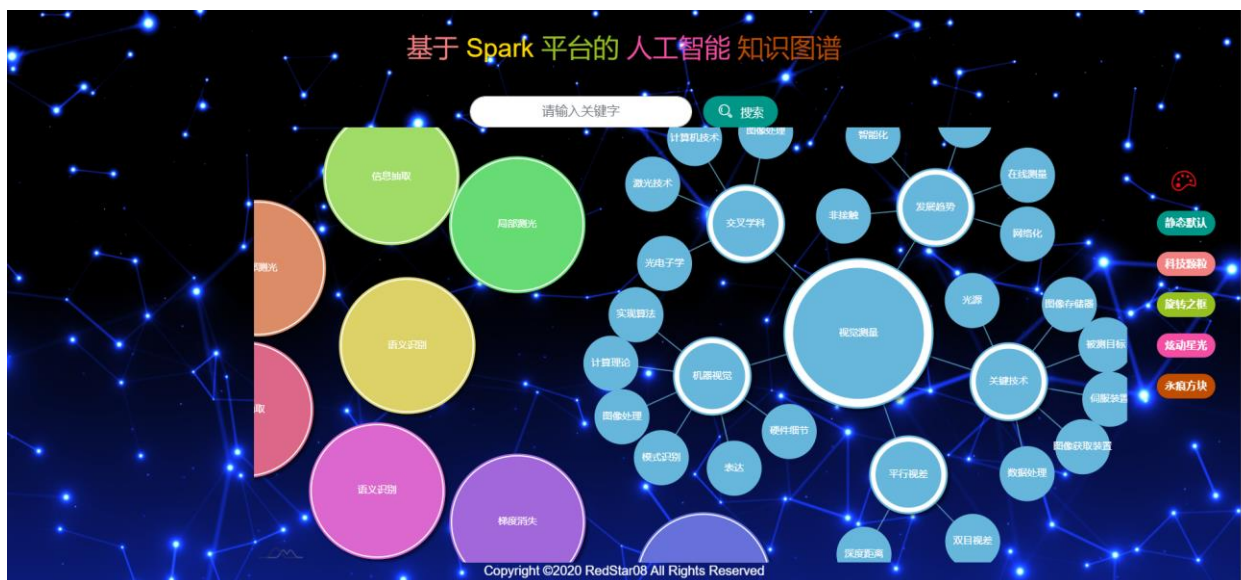 基于 Spark 平台的 人工智能 知识图谱
请输入关键字
搜索
信息抽取
局部测光
语义识别
语义识别
梯度消失
计算机技术
图像处理
激光技术
交叉学科
光电子学
智能化
在线测量
发展趋势
非接触
网络化
视觉测量
光源
图像存储器
被测目标
关键技术
伺服装置
图像获取装置
数据处理
实现算法
计算理论
机器视觉
图像处理
模式识别
表达
硬件细节
平行视差
深度距离
双目视差
静态默认
科技颗粒
旋转之框
炫动星光
永痕方块
Copyright ©2020 RedStar08 All Rights Reserved